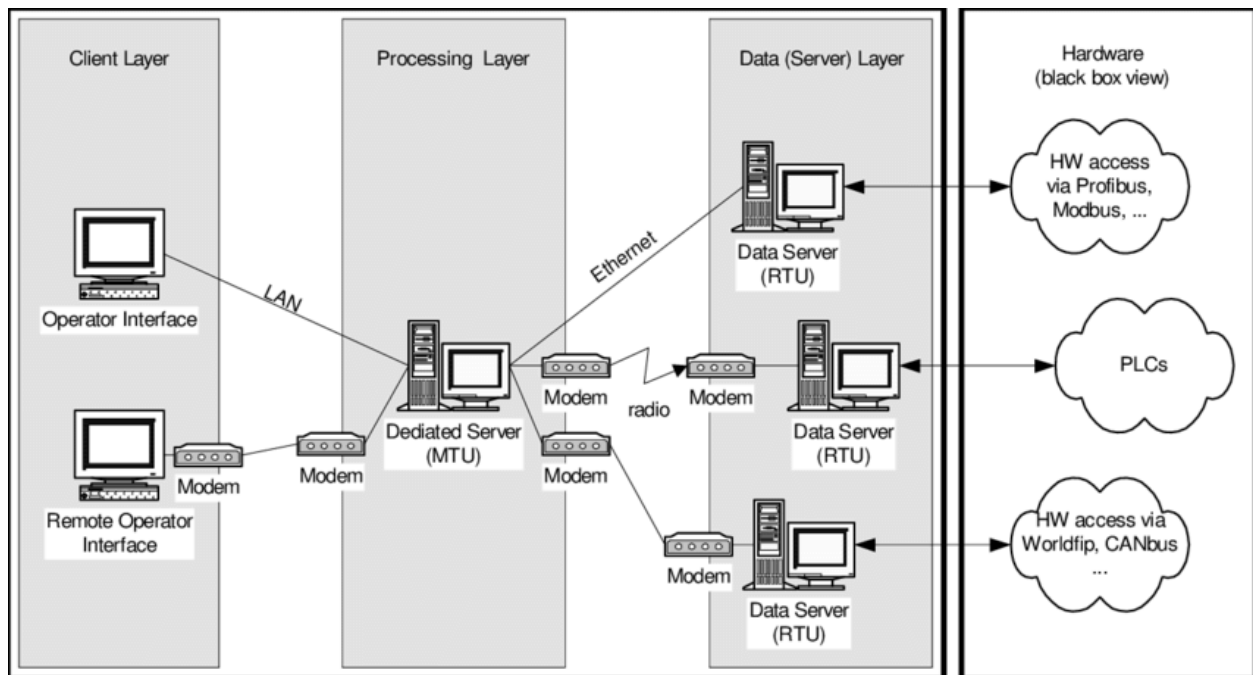 Client Layer
Processing Layer
Data (Server) Layer
Hardware
(black box view)
HW access
via Profibus,
Modbus, ...
Data Server
(RTU)
Ethernet
LAN
Operator Interface
PLCs
Modem
radio
Modem
Dediated Server
(MTU)
Data Server
(RTU)
Modem
Modem
Modem
Remote Operator
Interface
HW access via
Worldfip, CANbus
...
Modem
Data Server
(RTU)